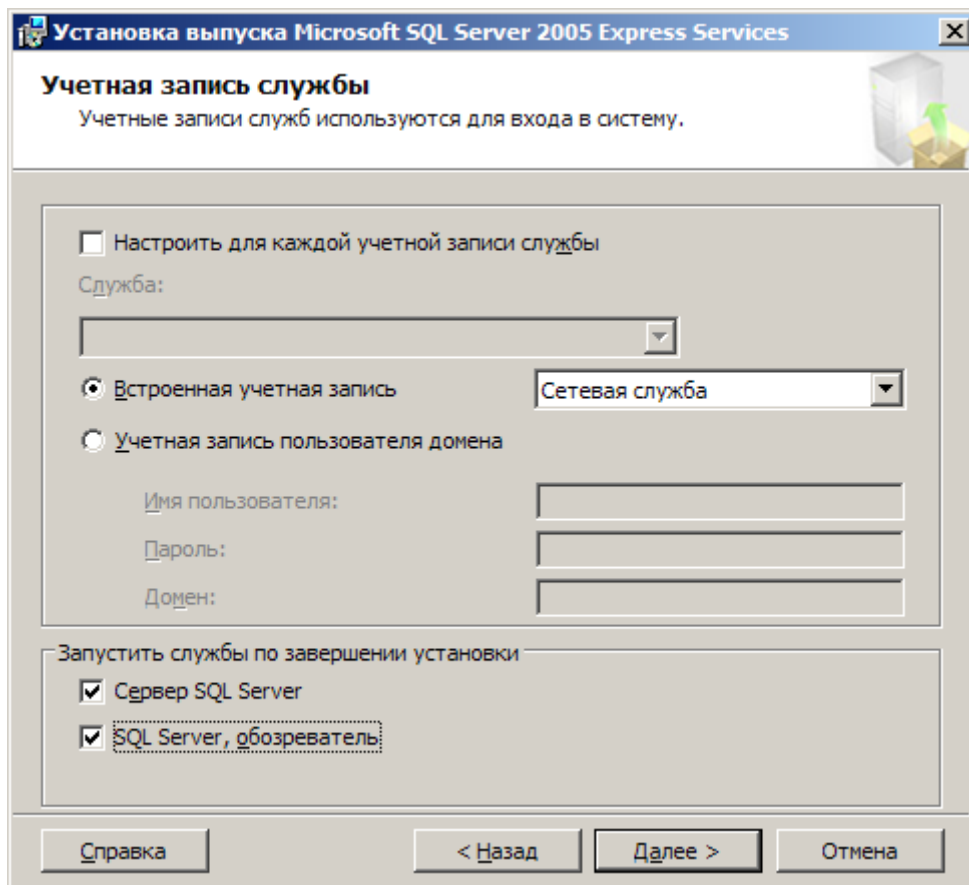 Установка выпуска Microsoft SQL Server 2005 Express Services
Учетная запись службы
Учетные записи служб используются для входа в систему.
Настроить для каждой учетной записи службы
Служба:
Встроенная учетная запись
Сетевая служба
Учетная запись пользователя домена
Имя пользователя:
Пароль:
Домен:
Запустить службы по завершении установки
Сервер SQL Server
SQL Server, обозреватель
Справка
< Назад
Далее >
Отмена